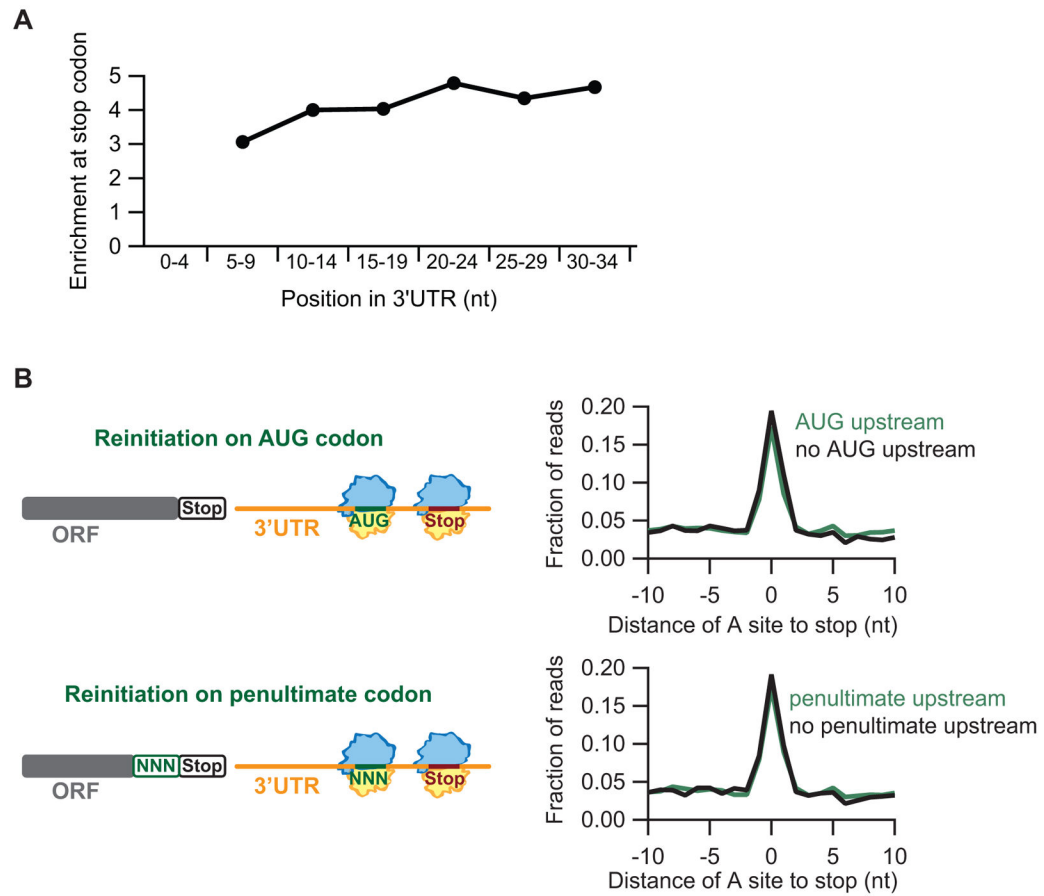 A
Enrichment at stop codon
5
4
3
2
1
0
0-4 5-9 10-14 15-19 20-24 25-29 30-34
Position in 3'UTR (nt)
B
Reinitiation on AUG codon
Stop
ORF
3'UTR
AUG
Stop
Fraction of reads
0.20
0.15
0.10
0.05
0.00
AUG upstream
no AUG upstream
-10 -5 0 5 10
Distance of A site to stop (nt)
Reinitiation on penultimate codon
NNN Stop
ORF
3'UTR
NNN
Stop
Fraction of reads
0.20
0.15
0.10
0.05
0.00
penultimate upstream
no penultimate upstream
-10 -5 0 5 10
Distance of A site to stop (nt)